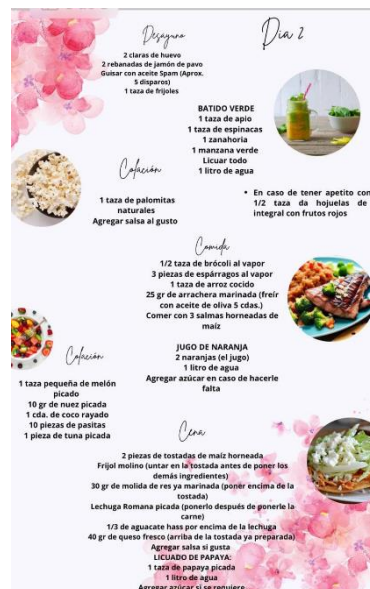 Desayuno
Dia 2
2 claras de huevo
2 rebanadas de jamón de pavo
Guisar con aceite Spam (Aprox.
5 disparos)
1 taza de frijoles
BATIDO VERDE
1 taza de apio
1 taza de espinacas
1 zanahoria
1 manzana verde
Licuar todo
1 litro de agua
• En caso de tener apetito con
1/2 taza da hojuelas de
integral con frutos rojos
Colación
1 taza de palomitas
naturales
Agregar salsa al gusto
Comida
1/2 taza de brócoli al vapor
3 piezas de espárragos al vapor
1 taza de arroz cocido
25 gr de arrachera marinada (freír
con aceite de oliva 5 cdas.)
Comer con 3 salmas horneadas de
maíz
JUGO DE NARANJA
2 naranjas (el jugo)
1 litro de agua
Agregar azúcar en caso de hacerle
falta
Colación
1 taza pequeña de melón
picado
10 gr de nuez picada
1 cda. de coco rayado
10 piezas de pasitas
1 pieza de tuna picada
Cena
2 piezas de tostadas de maíz horneada
Frijol molino (untar en la tostada antes de poner los
demás ingredientes)
30 gr de molida de res ya marinada (poner encima de la
tostada)
Lechuga Romana picada (ponerlo después de ponerle la
carne)
1/3 de aguacate hass por encima de la lechuga
40 gr de queso fresco (arriba de la tostada ya preparada)
Agregar salsa si gusta
LICUADO DE PAPAYA:
1 taza de papaya picada
1 litro de agua
Agregar azúcar si se requiere